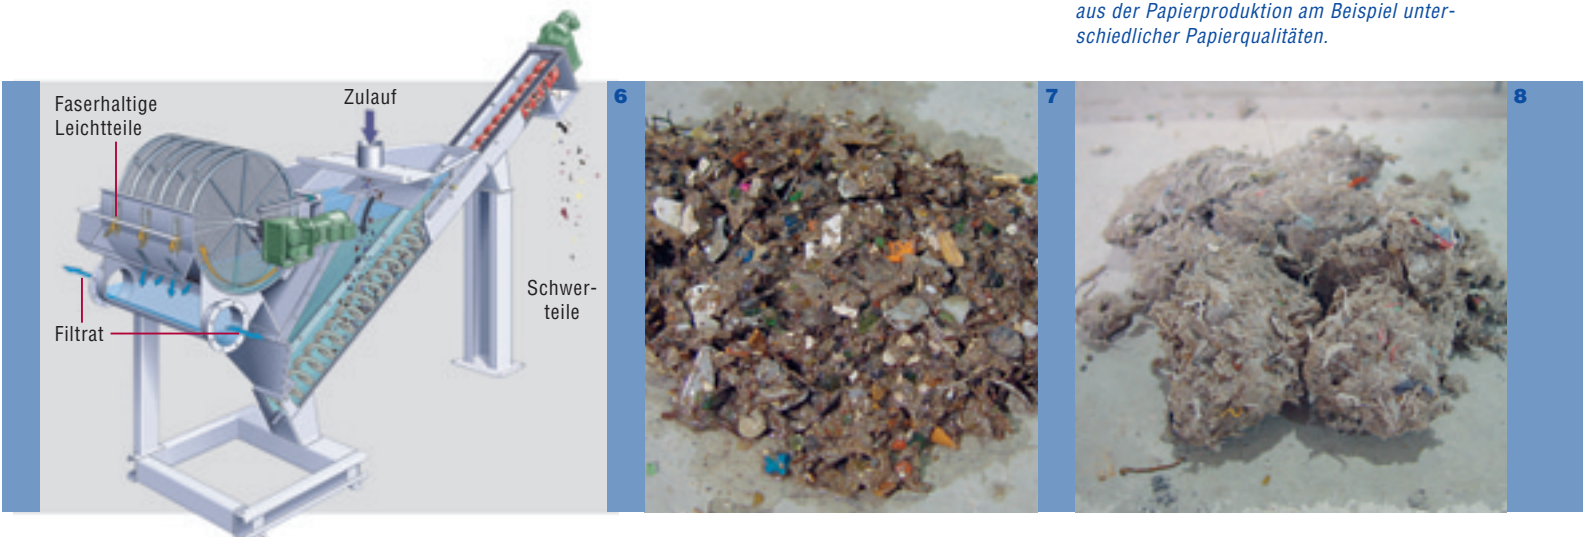 aus der Papierproduktion am Beispiel unter-
schiedlicher Papierqualitäten.
Faserhaltige
Leichtteile
Zulauf
Schwer-
teile
Filtrat
6
7
8